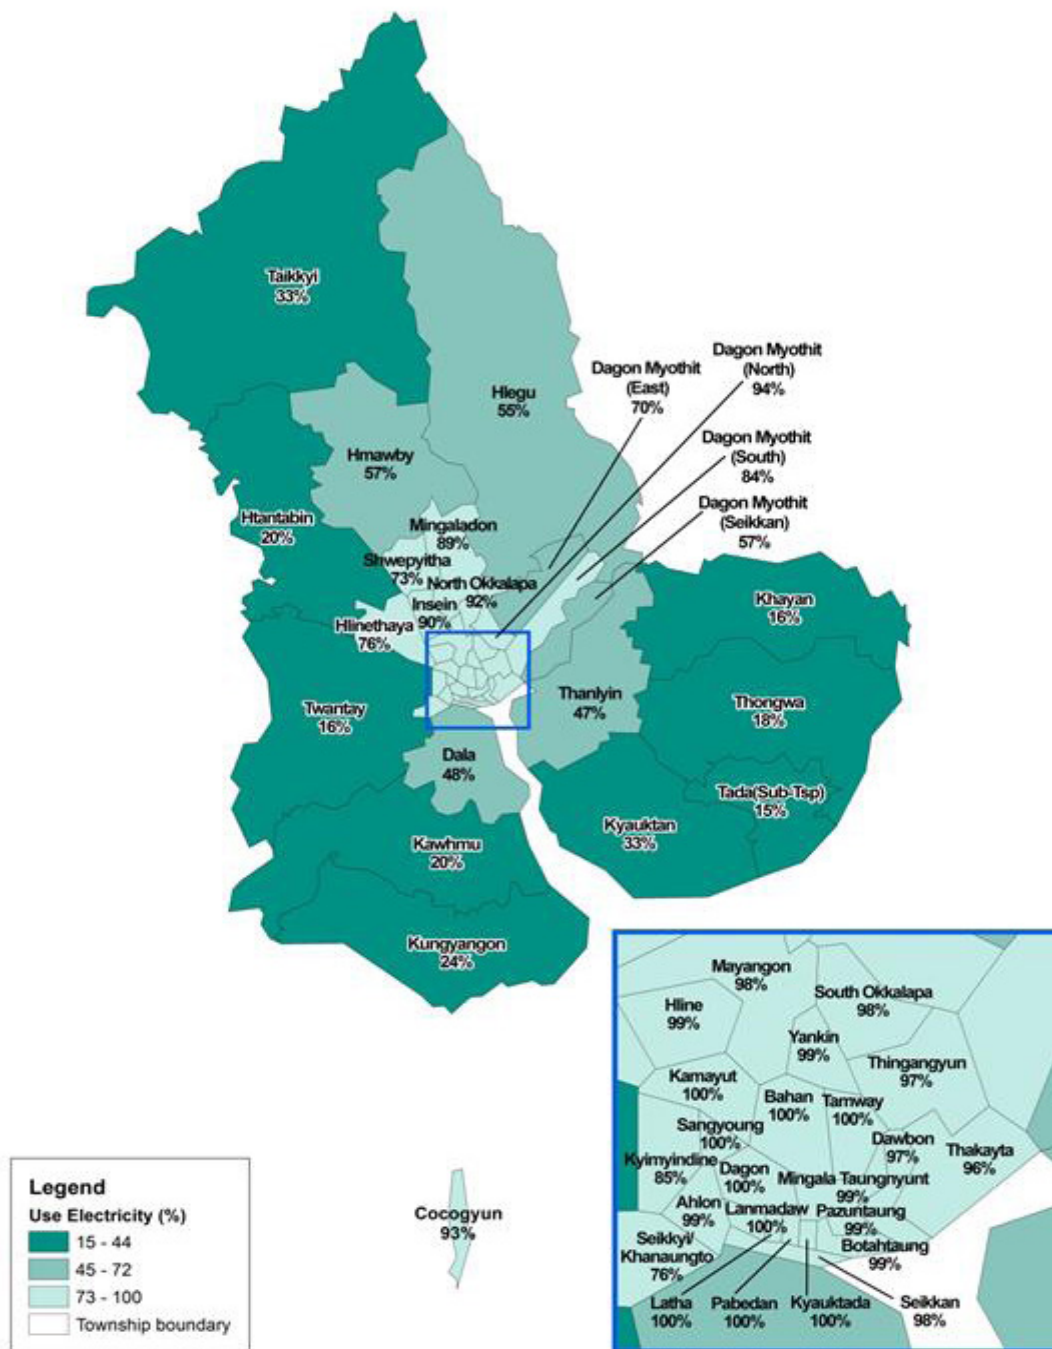 Taikkyi
33%
Hlegu
55%
Dagon Myothit
(East)
70%
Dagon Myothit
(North)
94%
Dagon Myothit
(South)
84%
Dagon Myothit
(Seikkan)
57%
Hmawby
57%
Htantabin
20%
Mingaladon
89%
Shwepyitha
73%
North Okkalapa
92%
Insein
90%
Hlinethaya
76%
Khayan
16%
Thanlyin
47%
Thongwa
18%
Twantay
16%
Dala
48%
Tada(Sub-Tsp)
15%
Kyauktan
33%
Kawhmu
20%
Kungyangon
24%
Mayangon
98%
South Okkalapa
98%
Hline
99%
Yankin
99%
Thingangyun
97%
Kamayut
100%
Bahan
100%
Tamway
100%
Sangyoung
100%
Dawbon
97%
Thakayta
96%
Kyimyindine
85%
Dagon
100%
Mingala Taungnyunt
99%
Ahlon
99%
Lanmadaw
100%
Pazuntaung
99%
Seikkyi/
Khanaungto
76%
Botahtaung
99%
Latha
100%
Pabedan
100%
Kyauktada
100%
Seikkan
98%
Cocogyun
93%
Legend
Use Electricity (%)
15 - 44
45 - 72
73 - 100
Township boundary